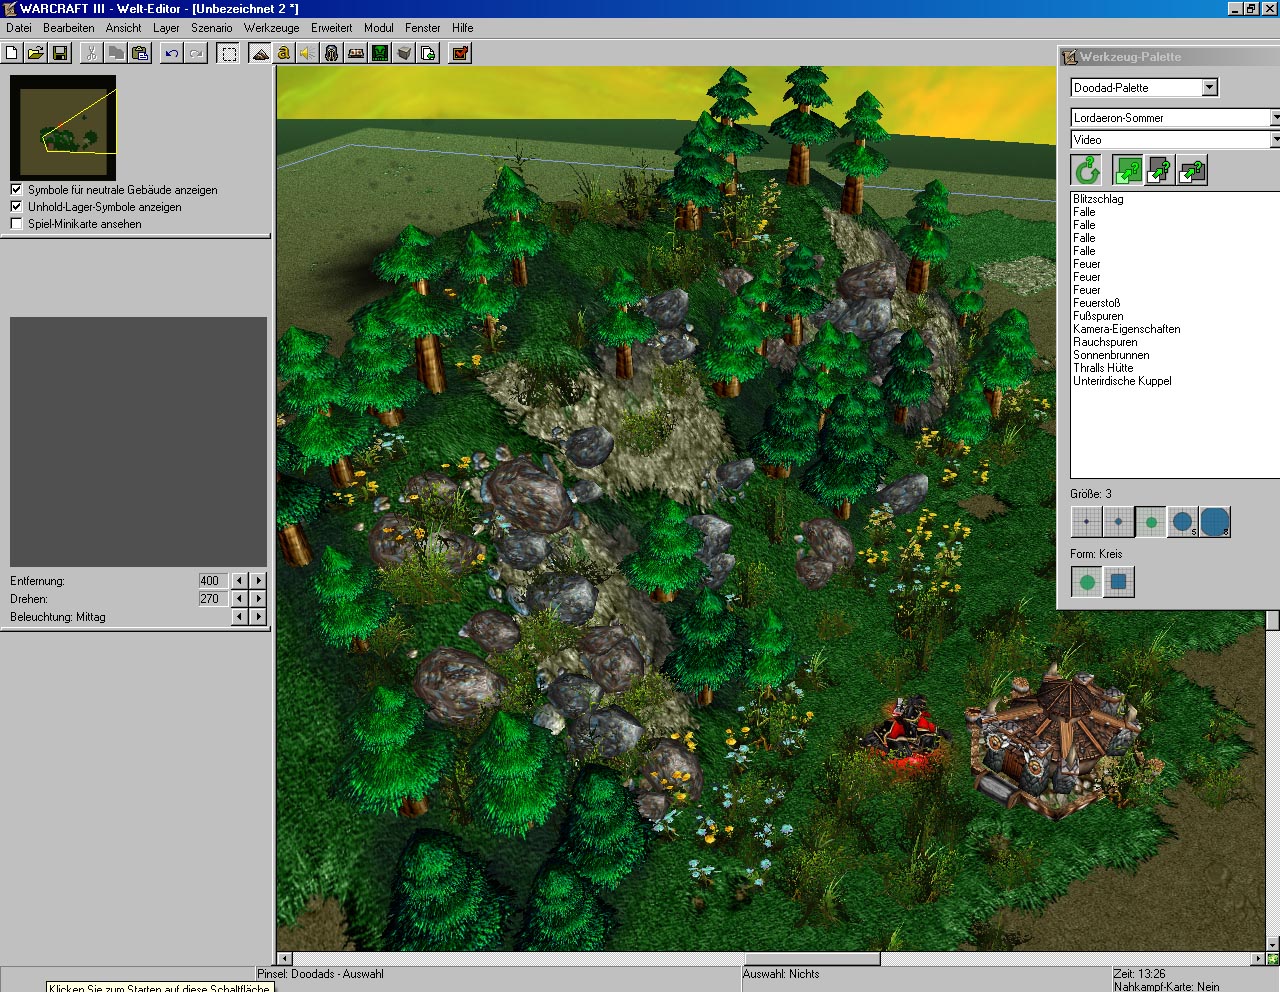 WARCRAFT III - Welt-Editor - [Unbezeichnet 2 *]
Datei Bearbeiten Ansicht Layer Szenario Werkzeuge Erweitert Modul Fenster Hilfe
Symbole für neutrale Gebäude anzeigen
Unhold-Lager-Symbole anzeigen
Spiel-Minikarte ansehen
Entfernung: 400
Drehen: 270
Beleuchtung: Mittag
Werkzeug-Palette
Doodad-Palette
Lordaeron-Sommer
Video
Blitzschlag
Falle
Falle
Falle
Falle
Feuer
Feuer
Feuer
Feuerstoß
Fußspuren
Kamera-Eigenschaften
Rauchspuren
Sonnenbrunnen
Thralls Hütte
Unterirdische Kuppel
Größe: 3
5 8
Form: Kreis
Pinsel: Doodads - Auswahl
Auswahl: Nichts
Zeit: 13:26
Nahkampf-Karte: Nein
Klicken Sie zum Starten auf diese Schaltfläche